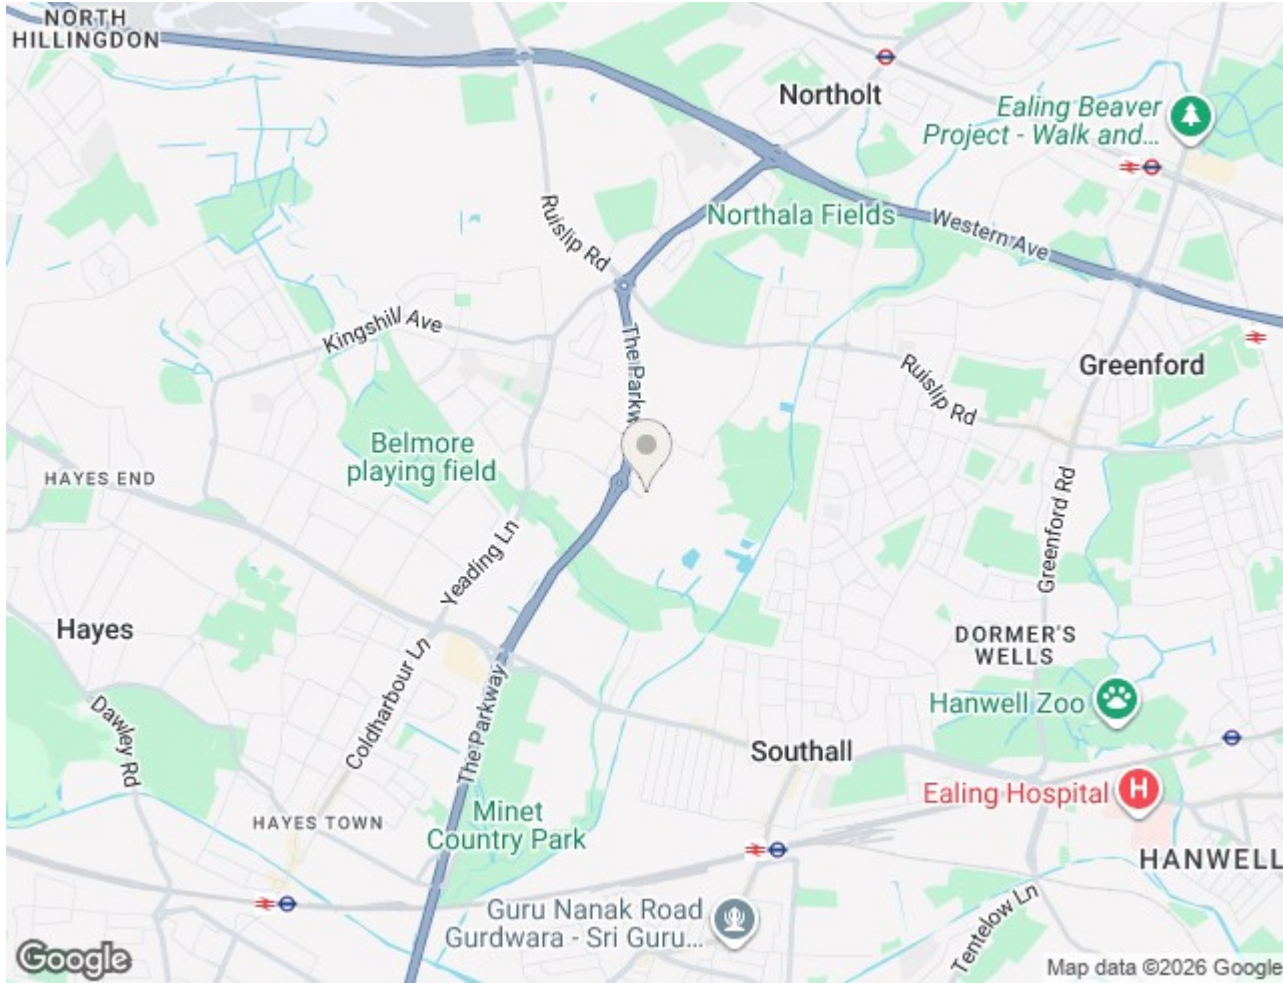 NORTH
HILLINGDON
Northolt
Ealing Beaver
Project - Walk and...
Ruislip Rd
Northala Fields
Western Ave
Kingshill Ave
The Parkw
Greenford
Ruislip Rd
Belmore
playing field
HAYES END
Greenford Rd
Yeading Ln
Hayes
DORMER'S
WELLS
Coldharbour Ln
The Parkway
Hanwell Zoo
Dawley Rd
Southall
Ealing Hospital
H
Minet
Country Park
HAYES TOWN
HANWELL
Guru Nanak Road
Gurdwara - Sri Guru...
Tentelow Ln
Google
Map data ©2026 Google